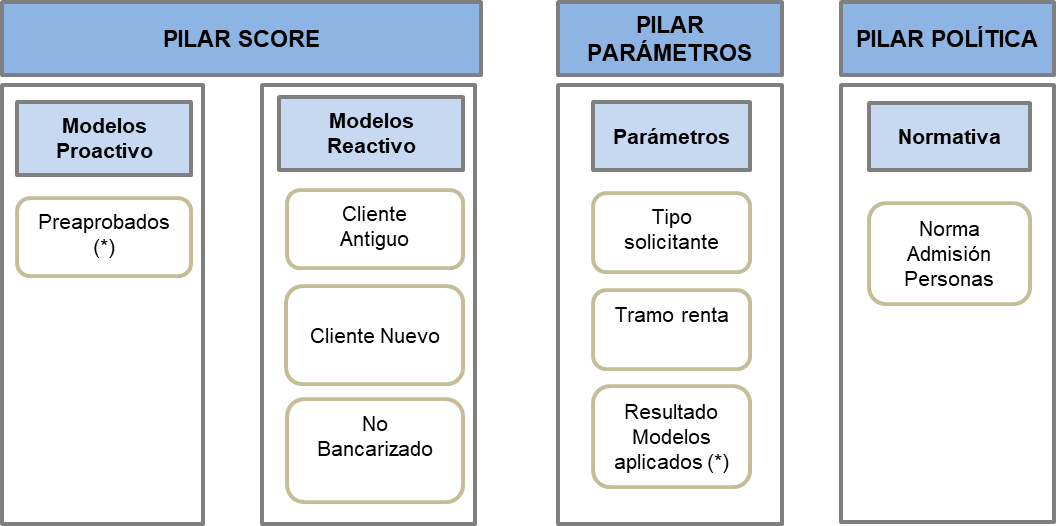 PILAR SCORE
Modelos
Proactivo
Preaprobados
(*)
Modelos
Reactivo
Cliente
Antiguo
Cliente Nuevo
No
Bancarizado
PILAR
PARÁMETROS
Parámetros
Tipo
solicitante
Tramo renta
Resultado
Modelos
aplicados (*)
PILAR POLÍTICA
Normativa
Norma
Admisión
Personas